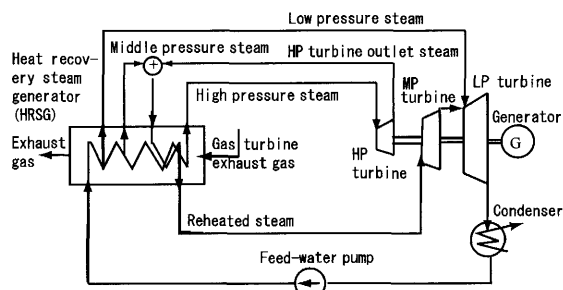 Low pressure steam
Middle pressure steam
HP turbine outlet steam
Heat recov-
ery steam
generator
(HRSG)
+
MP
turbine
LP turbine
High pressure steam
Generator
G
Exhaust
gas
Gas turbine
exhaust gas
HP
turbine
Reheated steam
Condenser
Feed-water pump